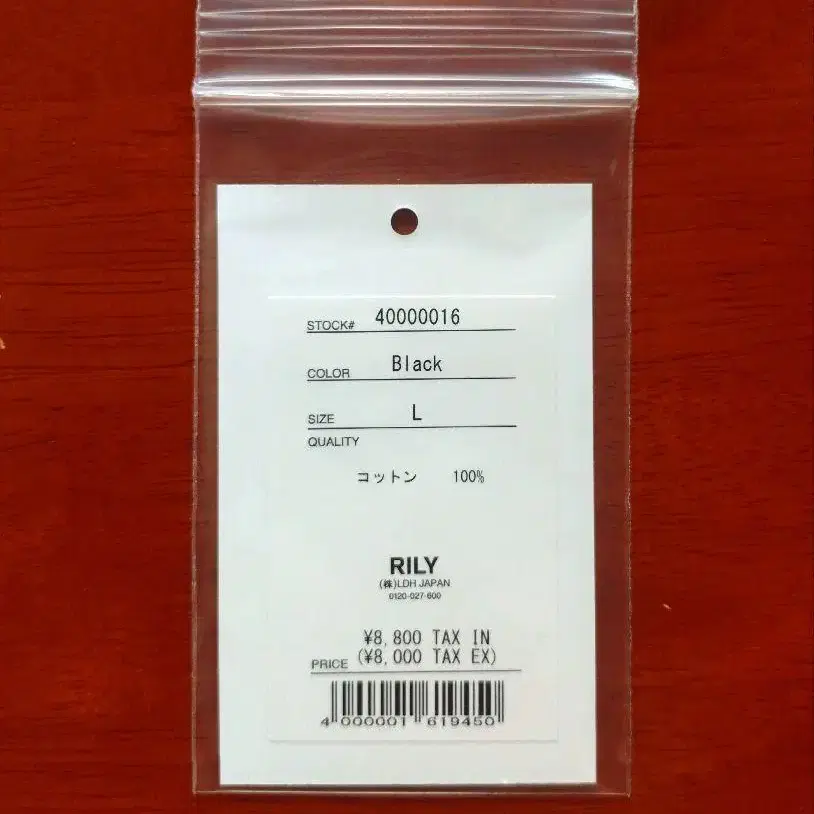 STOCK# 40000016
COLOR Black
SIZE L
QUALITY
コットン 100%
RILY
(株)LDH JAPAN
0120-027-600
¥8,800 TAX IN
PRICE (¥8,000 TAX EX)
4 000001 619450